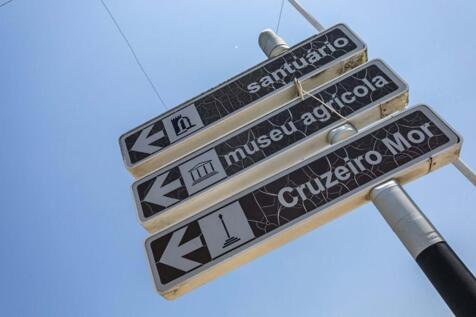 santuário
museu agrícola
Cruzeiro Mor